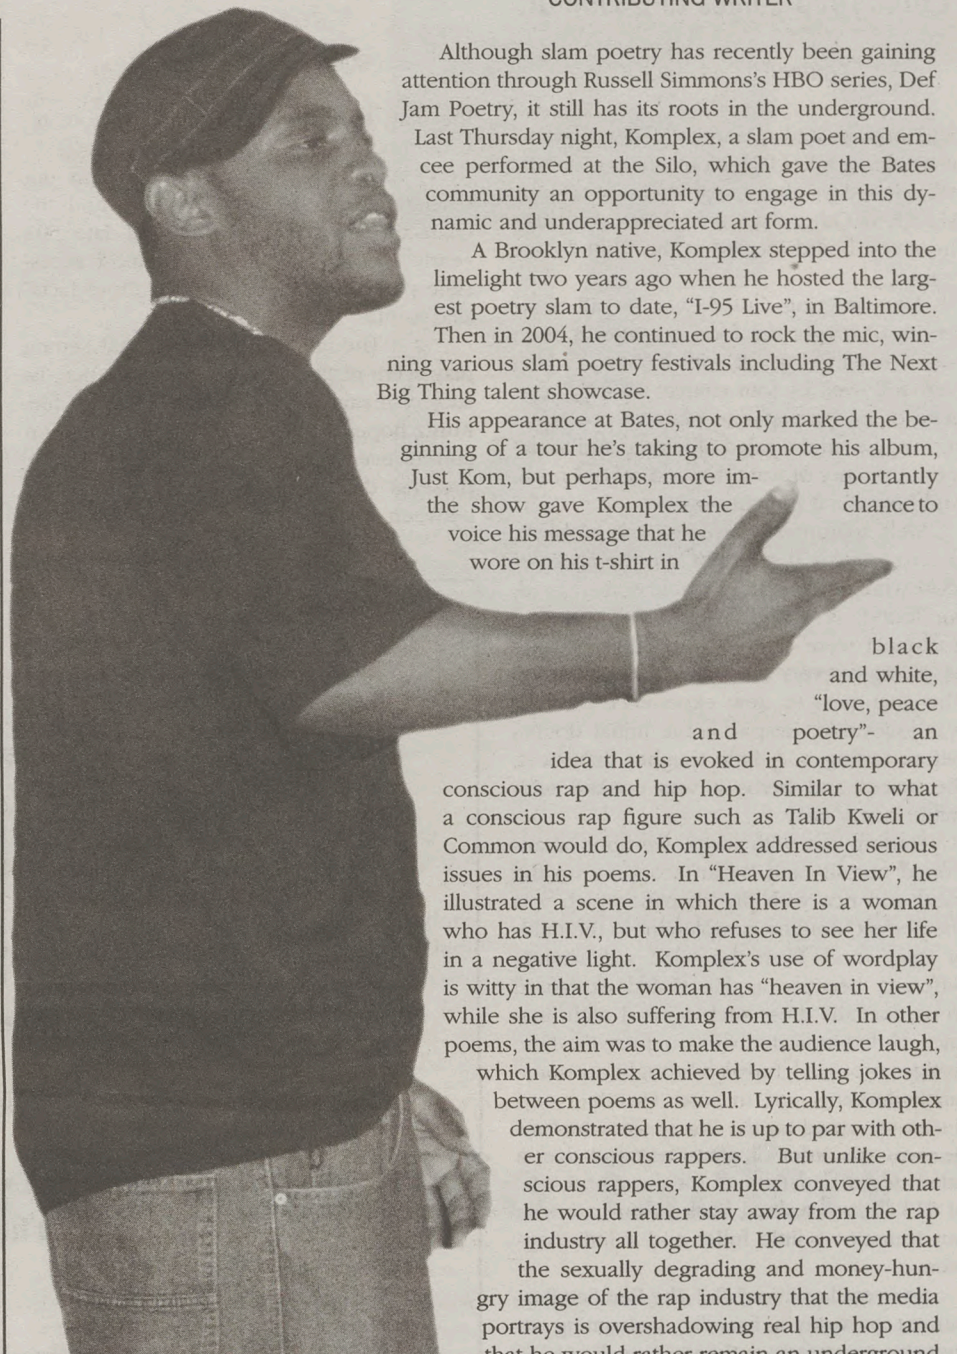 CONTRIBUTING WRITER
Although slam poetry has recently been gaining
attention through Russell Simmons's HBO series, Def
Jam Poetry, it still has its roots in the underground.
Last Thursday night, Komplex, a slam poet and em-
cee performed at the Silo, which gave the Bates
community an opportunity to engage in this dy-
namic and underappreciated art form.
A Brooklyn native, Komplex stepped into the
limelight two years ago when he hosted the larg-
est poetry slam to date, "I-95 Live", in Baltimore.
Then in 2004, he continued to rock the mic, win-
ning various slam poetry festivals including The Next
Big Thing talent showcase.
His appearance at Bates, not only marked the be-
ginning of a tour he's taking to promote his album,
Just Kom, but perhaps, more im- portantly
the show gave Komplex the chance to
voice his message that he
wore on his t-shirt in
black
and white,
"love, peace
and poetry"- an
idea that is evoked in contemporary
conscious rap and hip hop. Similar to what
a conscious rap figure such as Talib Kweli or
Common would do, Komplex addressed serious
issues in his poems. In "Heaven In View", he
illustrated a scene in which there is a woman
who has H.I.V., but who refuses to see her life
in a negative light. Komplex's use of wordplay
is witty in that the woman has "heaven in view",
while she is also suffering from H.I.V. In other
poems, the aim was to make the audience laugh,
which Komplex achieved by telling jokes in
between poems as well. Lyrically, Komplex
demonstrated that he is up to par with oth-
er conscious rappers. But unlike con-
scious rappers, Komplex conveyed that
he would rather stay away from the rap
industry all together. He conveyed that
the sexually degrading and money-hun-
gry image of the rap industry that the media
portrays is overshadowing real hip hop and
that he would rather remain an underground